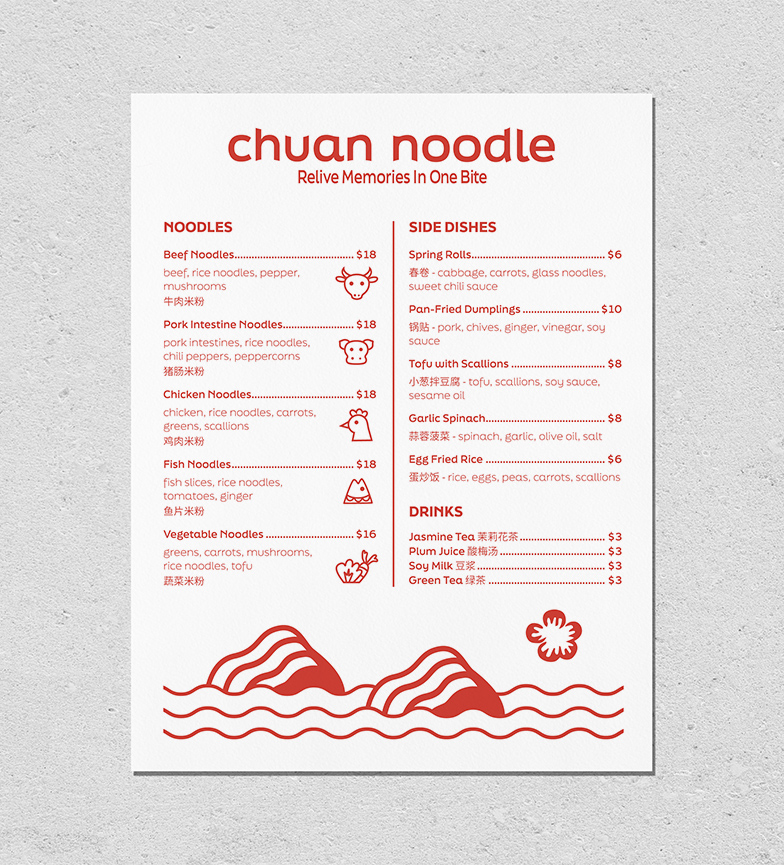 chuan noodle
Relive Memories In One Bite
NOODLES
Beef Noodles.................................. $18
beef, rice noodles, pepper,
mushrooms
牛肉米粉
Pork Intestine Noodles.................... $18
pork intestines, rice noodles,
chili peppers, peppercorns
猪肠米粉
Chicken Noodles............................. $18
chicken, rice noodles, carrots,
greens, scallions
鸡肉米粉
Fish Noodles................................... $18
fish slices, rice noodles,
tomatoes, ginger
鱼片米粉
Vegetable Noodles ......................... $16
greens, carrots, mushrooms,
rice noodles, tofu
蔬菜米粉
SIDE DISHES
Spring Rolls..................................... $6
春卷 - cabbage, carrots, glass noodles,
sweet chili sauce
Pan-Fried Dumplings ...................... $10
锅贴 - pork, chives, ginger, vinegar, soy
sauce
Tofu with Scallions ........................... $8
小葱拌豆腐 - tofu, scallions, soy sauce,
sesame oil
Garlic Spinach.................................. $8
蒜蓉菠菜 - spinach, garlic, olive oil, salt
Egg Fried Rice .................................. $6
蛋炒饭 - rice, eggs, peas, carrots, scallions
DRINKS
Jasmine Tea 茉莉花茶 ........................ $3
Plum Juice 酸梅汤 .............................. $3
Soy Milk 豆浆 ..................................... $3
Green Tea 绿茶 .................................. $3